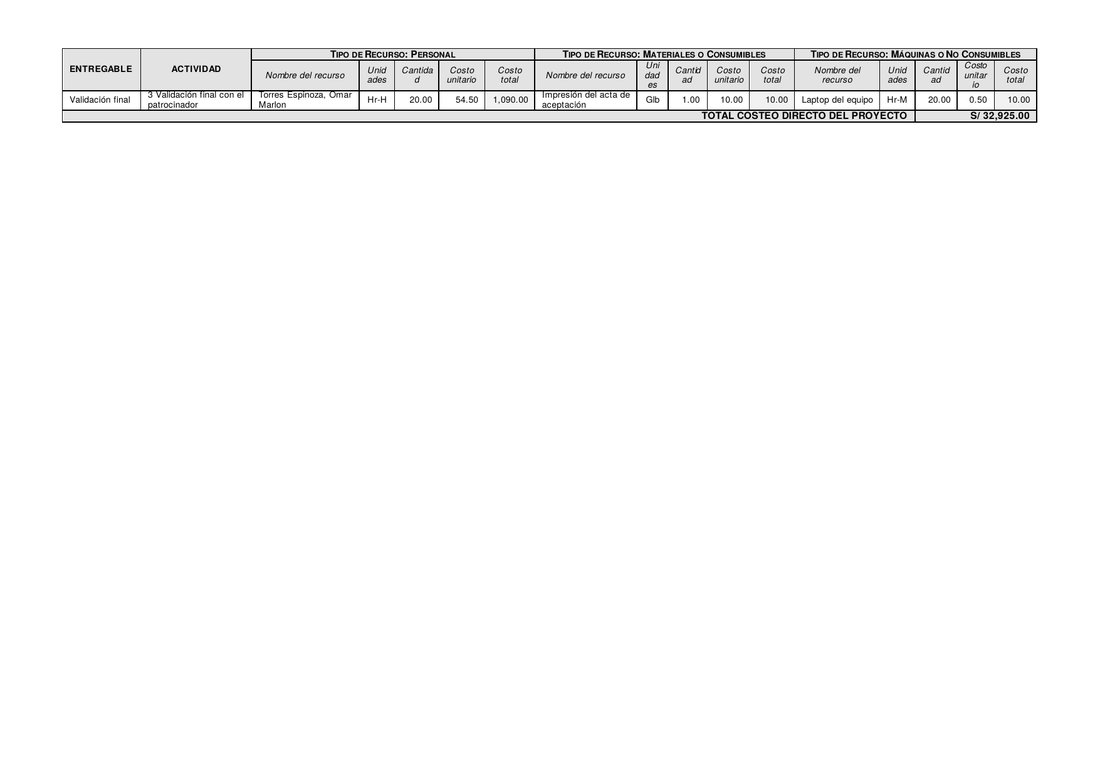 ENTREGABLE ACTIVIDAD TIPO DE RECURSO: PERSONAL TIPO DE RECURSO: MATERIALES O CONSUMIBLES TIPO DE RECURSO: MÁQUINAS O NO CONSUMIBLES
Nombre del recurso Unid ades Cantida d Costo unitario Costo total Nombre del recurso Uni dad es Cantid ad Costo unitario Costo total Nombre del recurso Unid ades Cantid ad Costo unitar io Costo total
Validación final 3 Validación final con el patrocinador Torres Espinoza, Omar Marlon Hr-H 20.00 54.50 1,090.00 Impresión del acta de aceptación Glb 1.00 10.00 10.00 Laptop del equipo Hr-M 20.00 0.50 10.00
TOTAL COSTEO DIRECTO DEL PROYECTO S/ 32,925.00